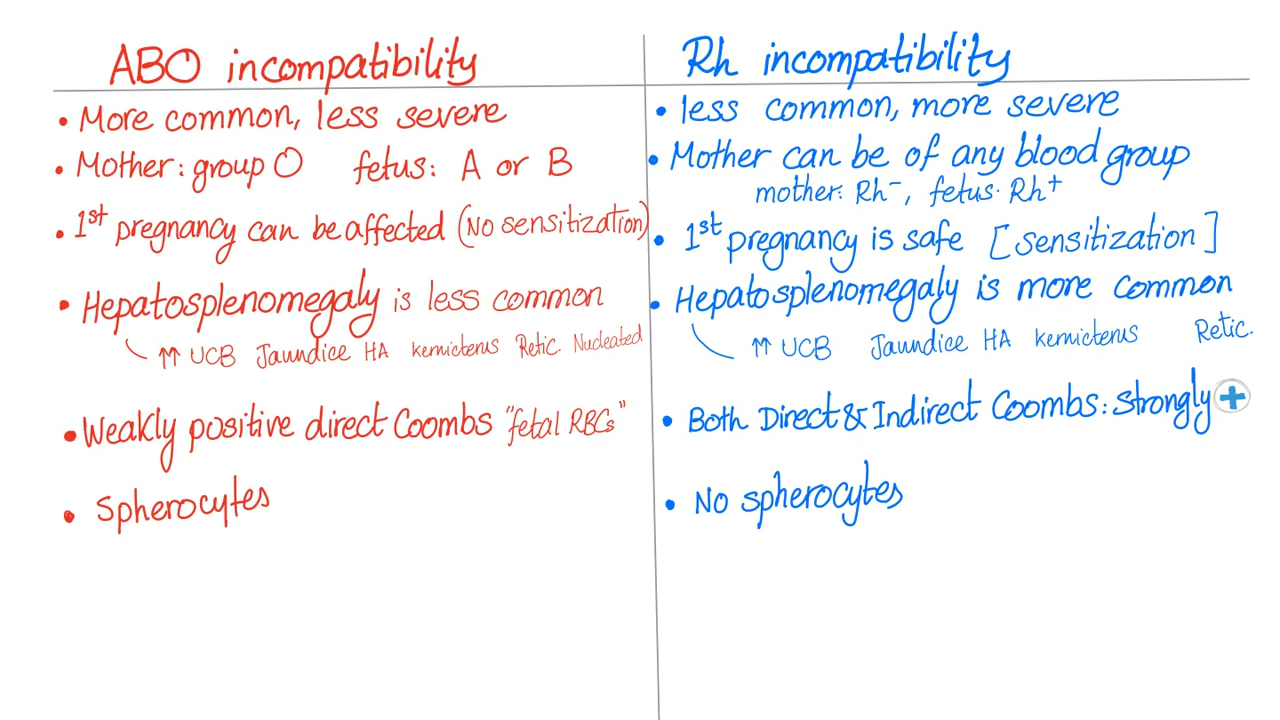 ABO incompatibility
• More common, less severe
• Mother: group O fetus: A or B
• 1st pregnancy can be affected (No sensitization)
• Hepatosplenomegaly is less common
↑↑ UCB Jaundice HA kernicterus Retic. Nucleated
• Weakly positive direct Coombs "fetal RBCs"
• Spherocytes
Rh incompatibility
• less common, more severe
• Mother can be of any blood group
mother: Rh⁻, fetus: Rh⁺
• 1st pregnancy is safe [sensitization]
• Hepatosplenomegaly is more common
↑↑ UCB Jaundice HA kernicterus Retic.
• Both Direct & Indirect Coombs: strongly +
• No spherocytes